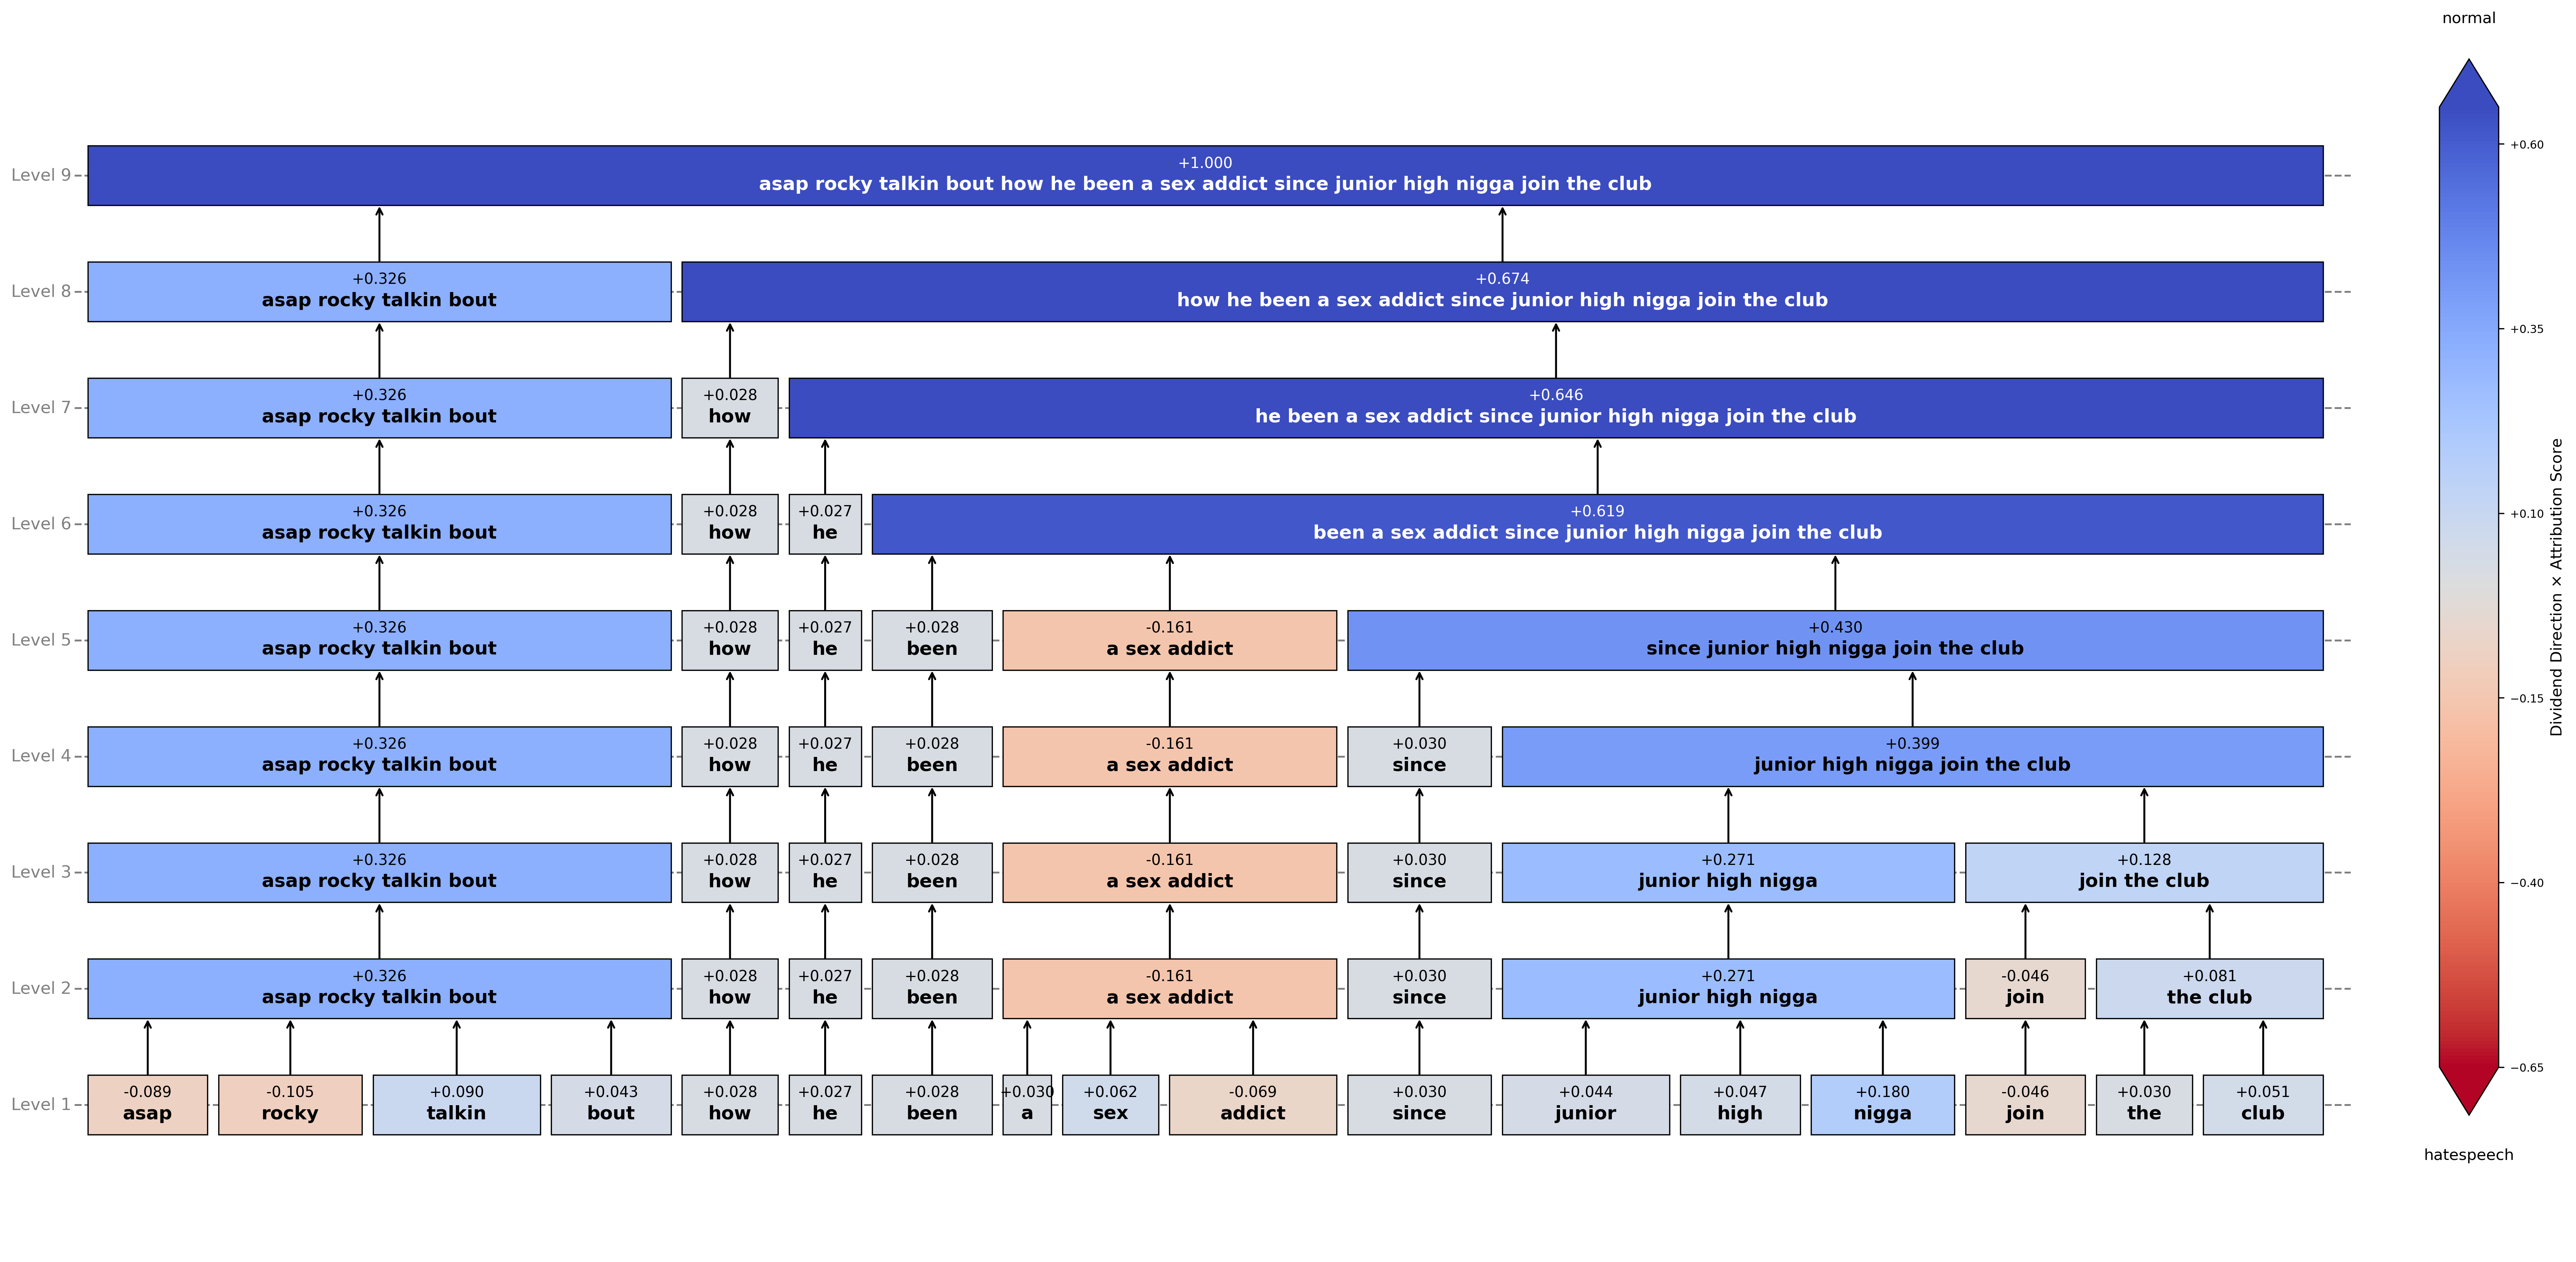 normal
Level 9
+1.000
asap rocky talkin bout how he been a sex addict since junior high nigga join the club
Level 8
+0.326
asap rocky talkin bout
+0.674
how he been a sex addict since junior high nigga join the club
Level 7
+0.326
asap rocky talkin bout
+0.028
how
+0.646
he been a sex addict since junior high nigga join the club
Level 6
+0.326
asap rocky talkin bout
+0.028
how
+0.027
he
+0.619
been a sex addict since junior high nigga join the club
Level 5
+0.326
asap rocky talkin bout
+0.028
how
+0.027
he
+0.028
been
-0.161
a sex addict
+0.430
since junior high nigga join the club
Level 4
+0.326
asap rocky talkin bout
+0.028
how
+0.027
he
+0.028
been
-0.161
a sex addict
+0.030
since
+0.399
junior high nigga join the club
Level 3
+0.326
asap rocky talkin bout
+0.028
how
+0.027
he
+0.028
been
-0.161
a sex addict
+0.030
since
+0.271
junior high nigga
+0.128
join the club
Level 2
+0.326
asap rocky talkin bout
+0.028
how
+0.027
he
+0.028
been
-0.161
a sex addict
+0.030
since
+0.271
junior high nigga
-0.046
join
+0.081
the club
Level 1
-0.089
asap
-0.105
rocky
+0.090
talkin
+0.043
bout
+0.028
how
+0.027
he
+0.028
been
+0.030
a
+0.062
sex
-0.069
addict
+0.030
since
+0.044
junior
+0.047
high
+0.180
nigga
-0.046
join
+0.030
the
+0.051
club
+0.60
+0.35
+0.10
−0.15
−0.40
−0.65
Dividend Direction × Attribution Score
hatespeech